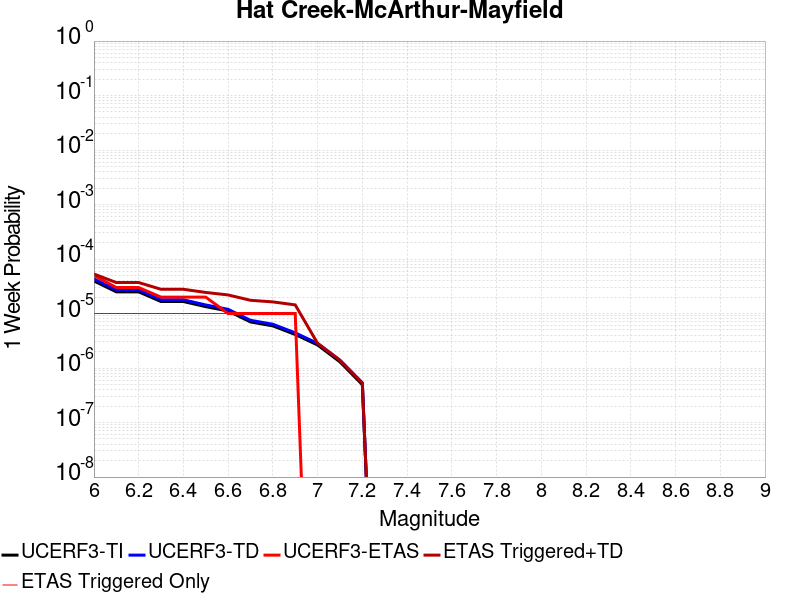 Hat Creek-McArthur-Mayfield
10^0
10^-1
10^-2
10^-3
10^-4
10^-5
10^-6
10^-7
10^-8
1 Week Probability
6 6.2 6.4 6.6 6.8 7 7.2 7.4 7.6 7.8 8 8.2 8.4 8.6 8.8 9
Magnitude
UCERF3-TI UCERF3-TD UCERF3-ETAS ETAS Triggered+TD
ETAS Triggered Only